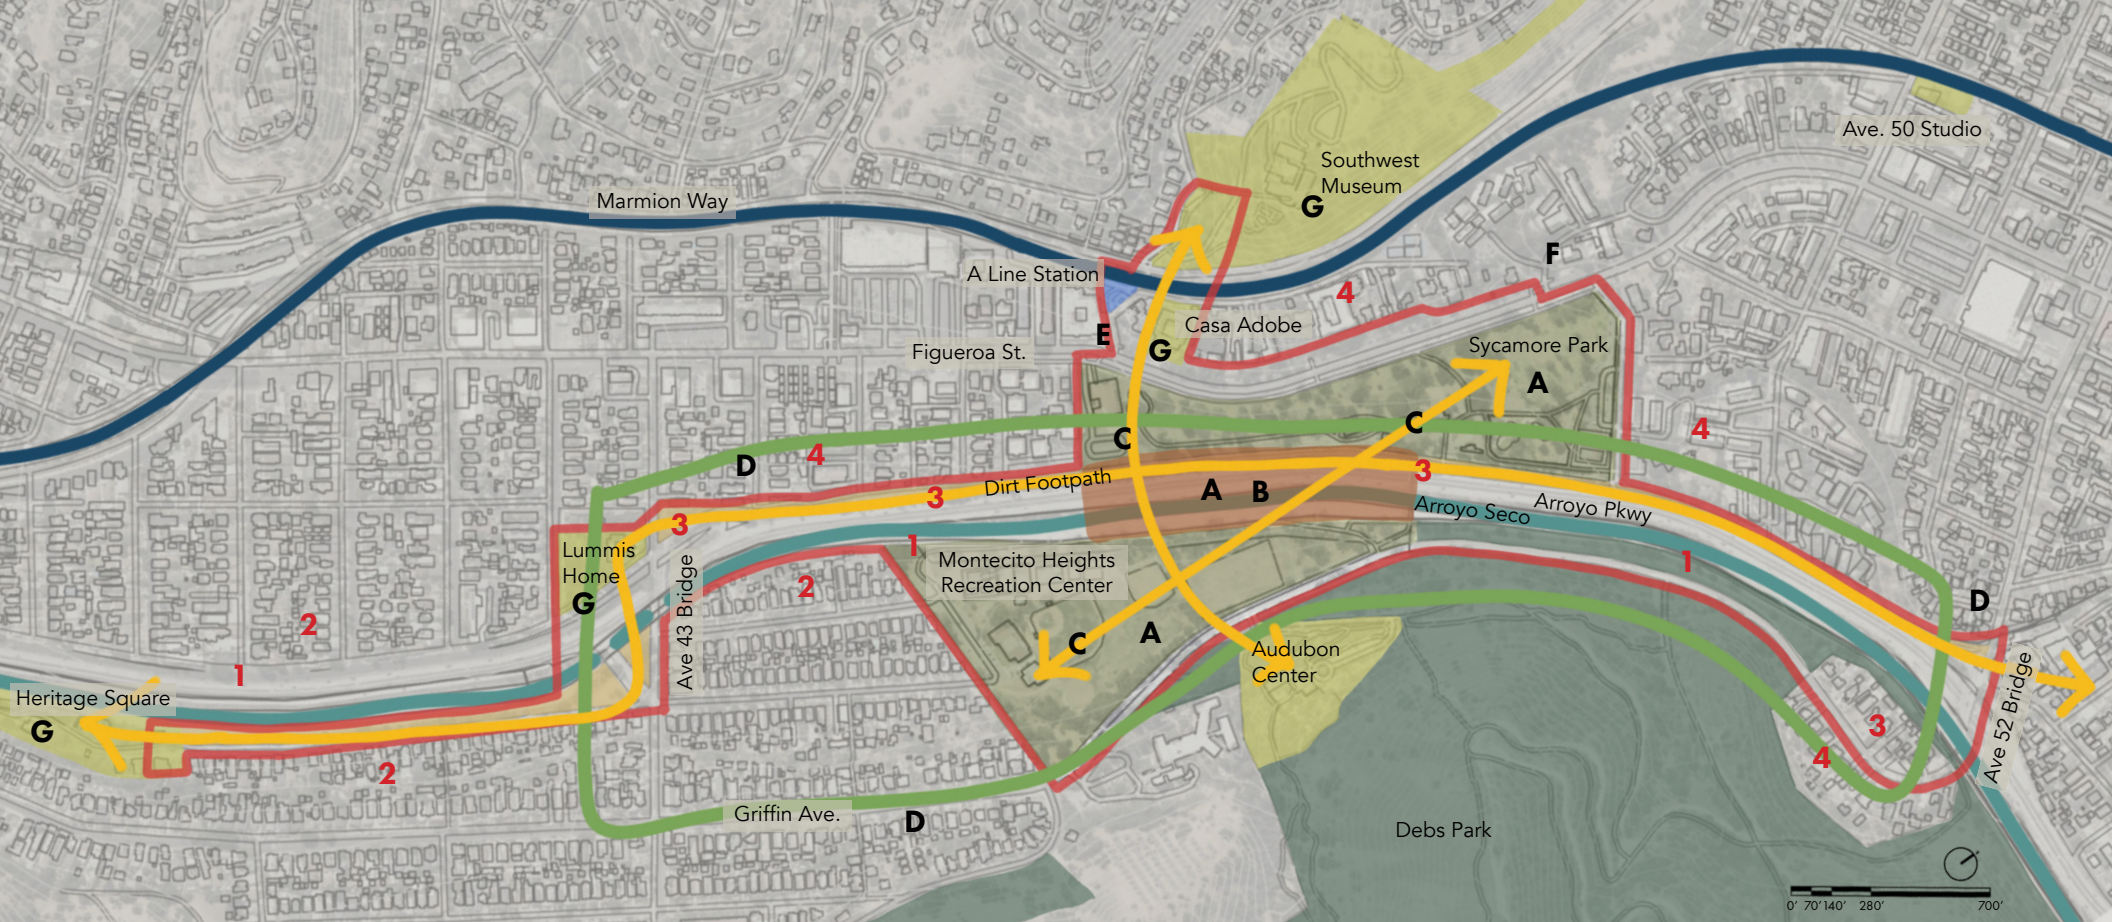 Southwest
Museum
G
Ave. 50 Studio
Marmion Way
F
A Line Station
4
E
Casa Adobe
G
Figueroa St.
Sycamore Park
A
C
C
4
D
4
Dirt Footpath
3
3
A
B
Arroyo Seco
Arroyo Pkwy
3
Lummis
Home
G
1
Montecito Heights
Recreation Center
1
2
Ave 43 Bridge
D
2
A
C
Audubon
Center
1
Heritage Square
G
Ave 52 Bridge
3
4
2
Griffin Ave.
D
Debs Park
0' 70' 140' 280' 700'